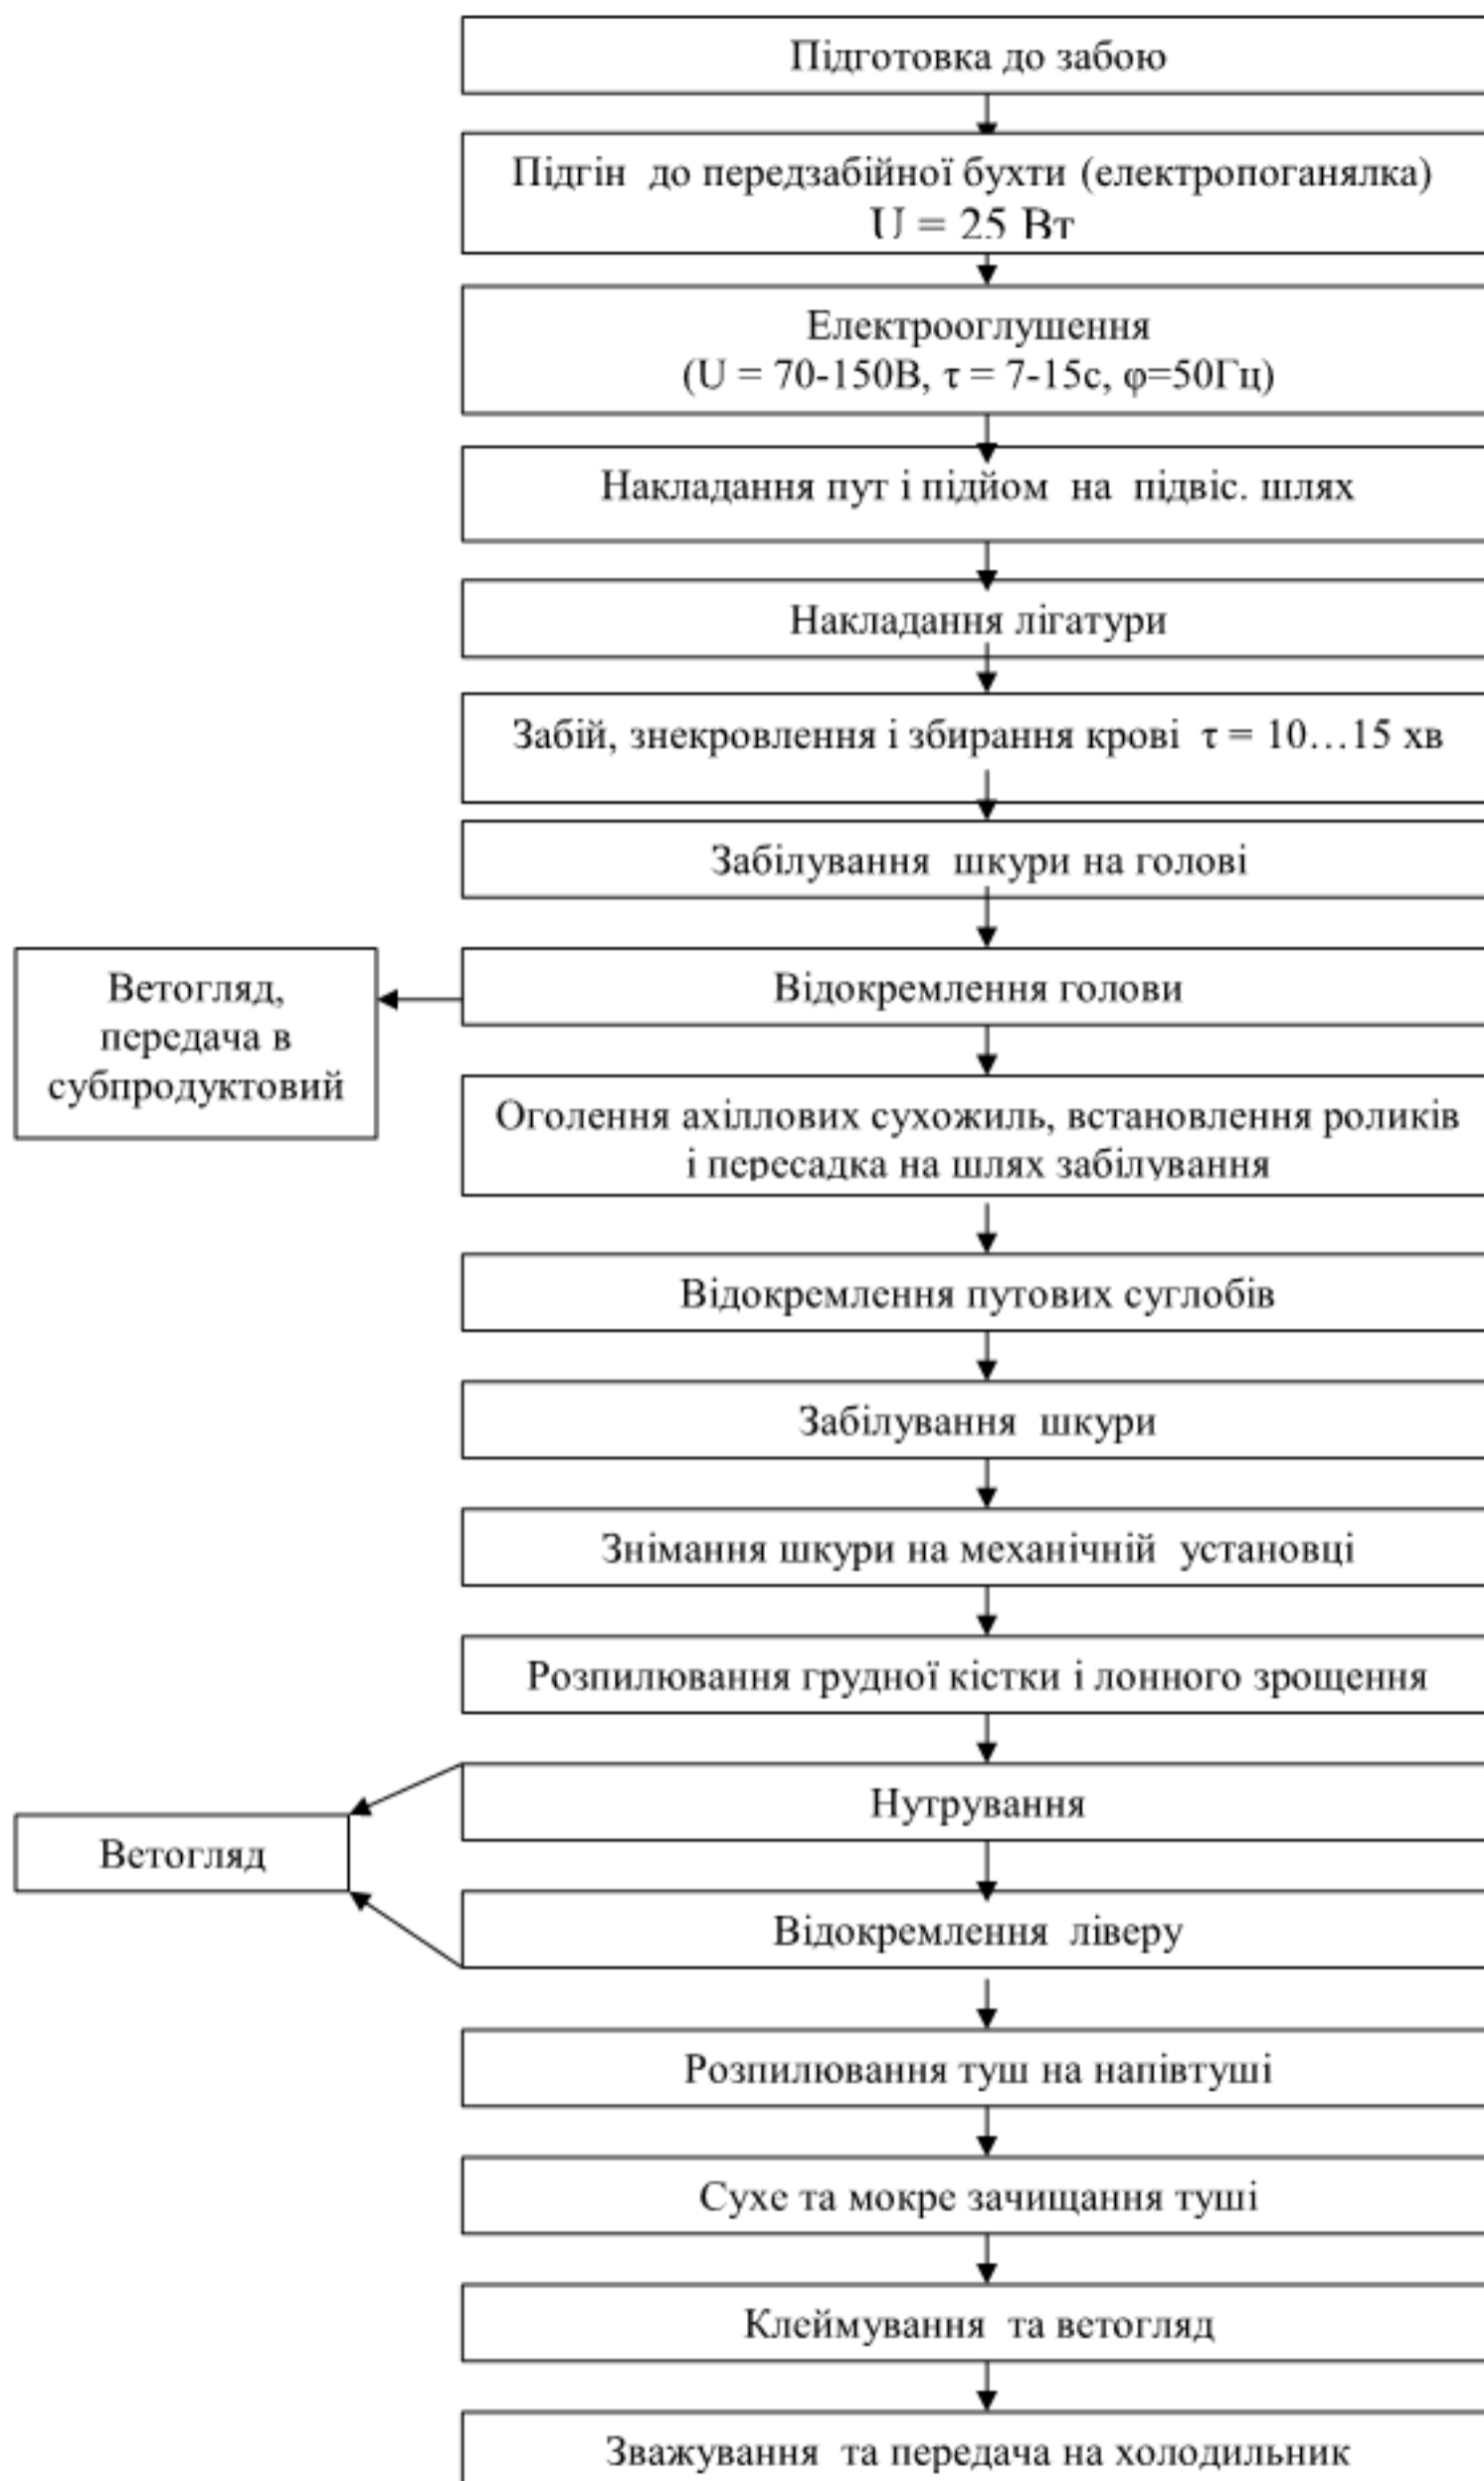 Підготовка до забою
Підгін до передзабійної бухти (електропоганялка)
U = 25 Вт
Електрооглушення
(U = 70-150В, τ = 7-15с, φ=50Гц)
Накладання пут і підйом на підвіс. шлях
Накладання лігатури
Забій, знекровлення і збирання крові τ = 10…15 хв
Забілування шкури на голові
Відокремлення голови
Ветогляд,
передача в
субпродуктовий
Оголення ахіллових сухожиль, встановлення роликів
і пересадка на шлях забілування
Відокремлення путових суглобів
Забілування шкури
Знімання шкури на механічній установці
Розпилювання грудної кістки і лонного зрощення
Нутрування
Ветогляд
Відокремлення ліверу
Розпилювання туш на напівтуші
Сухе та мокре зачищання туші
Клеймування та ветогляд
Зважування та передача на холодильник